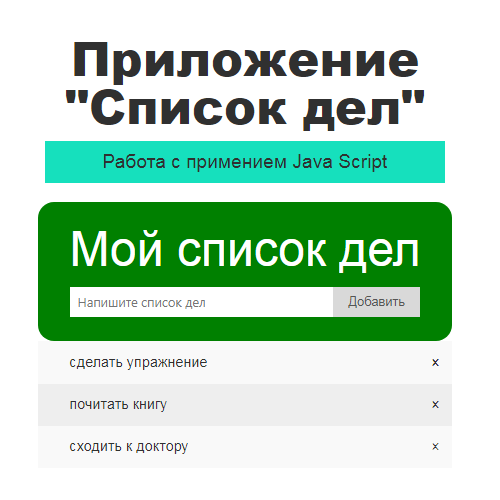 Приложение
"Список дел"
Работа с примением Java Script
Мой список дел
Напишите список дел
Добавить
сделать упражнение ×
почитать книгу ×
сходить к доктору ×